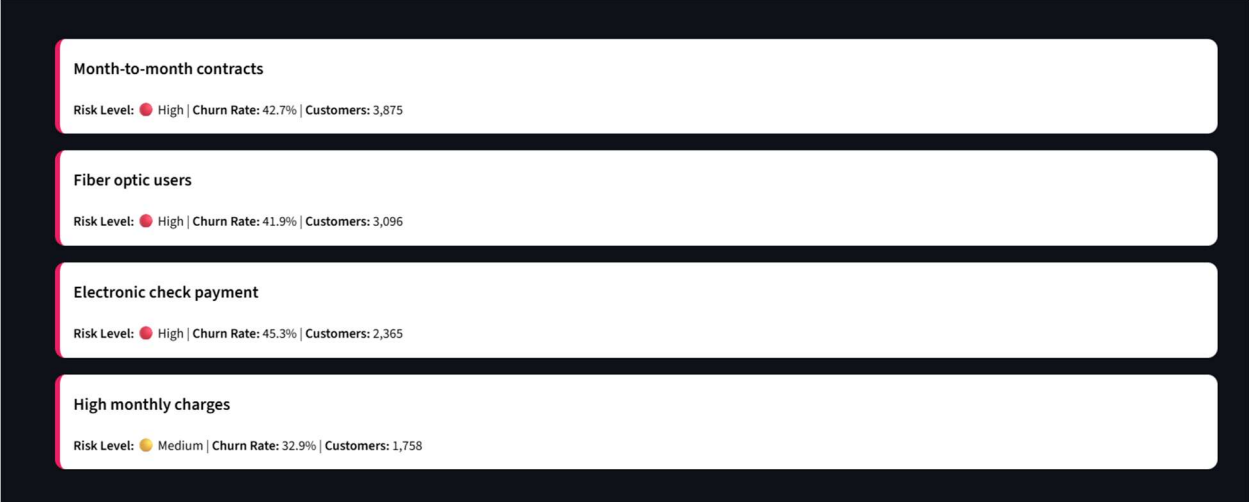 Month-to-month contracts
Risk Level: 🔴 High | Churn Rate: 42.7% | Customers: 3,875
Fiber optic users
Risk Level: 🔴 High | Churn Rate: 41.9% | Customers: 3,096
Electronic check payment
Risk Level: 🔴 High | Churn Rate: 45.3% | Customers: 2,365
High monthly charges
Risk Level: 🟡 Medium | Churn Rate: 32.9% | Customers: 1,758